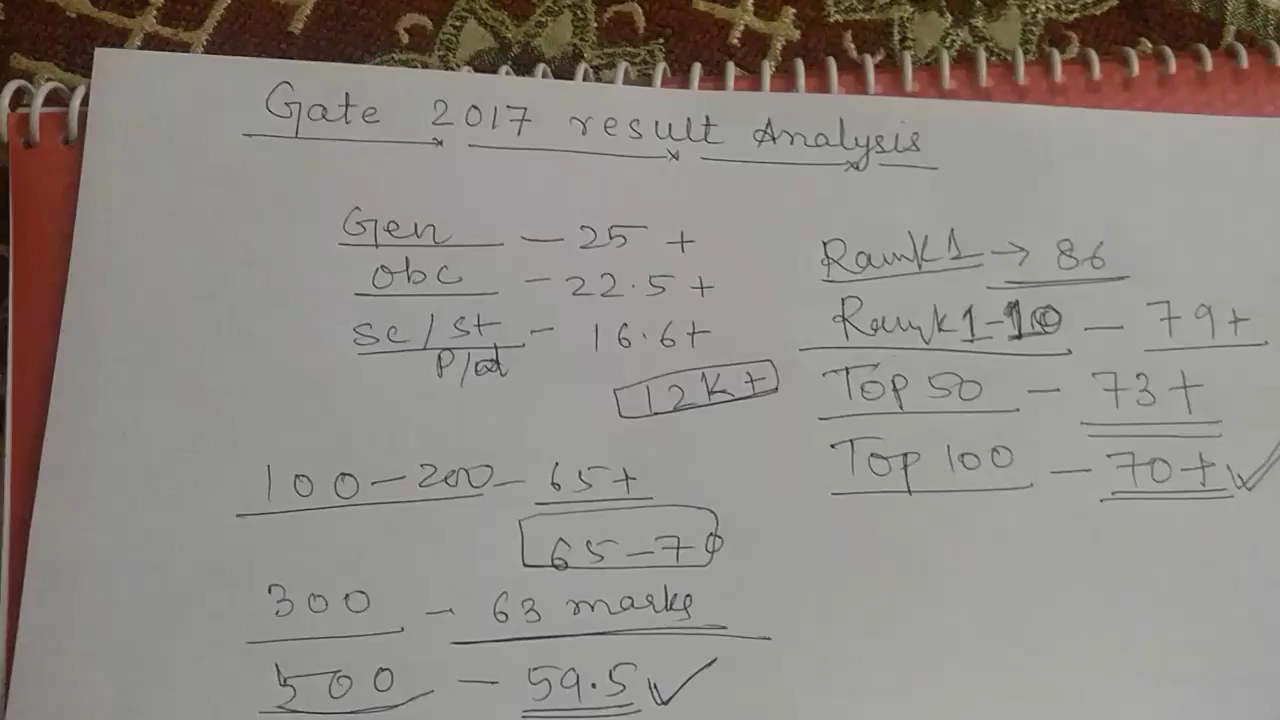 Gate 2017 result Analysis
Gen - 25 +
obc - 22.5 +
SC / St - 16.6+
12K+
Rank 1 → 86
Rank 1-10 - 79+
Top 50 - 73+
Top 100 - 70+ ✓
100 - 200 - 65+
65 - 70
300 - 63 marks
500 - 59.5 ✓